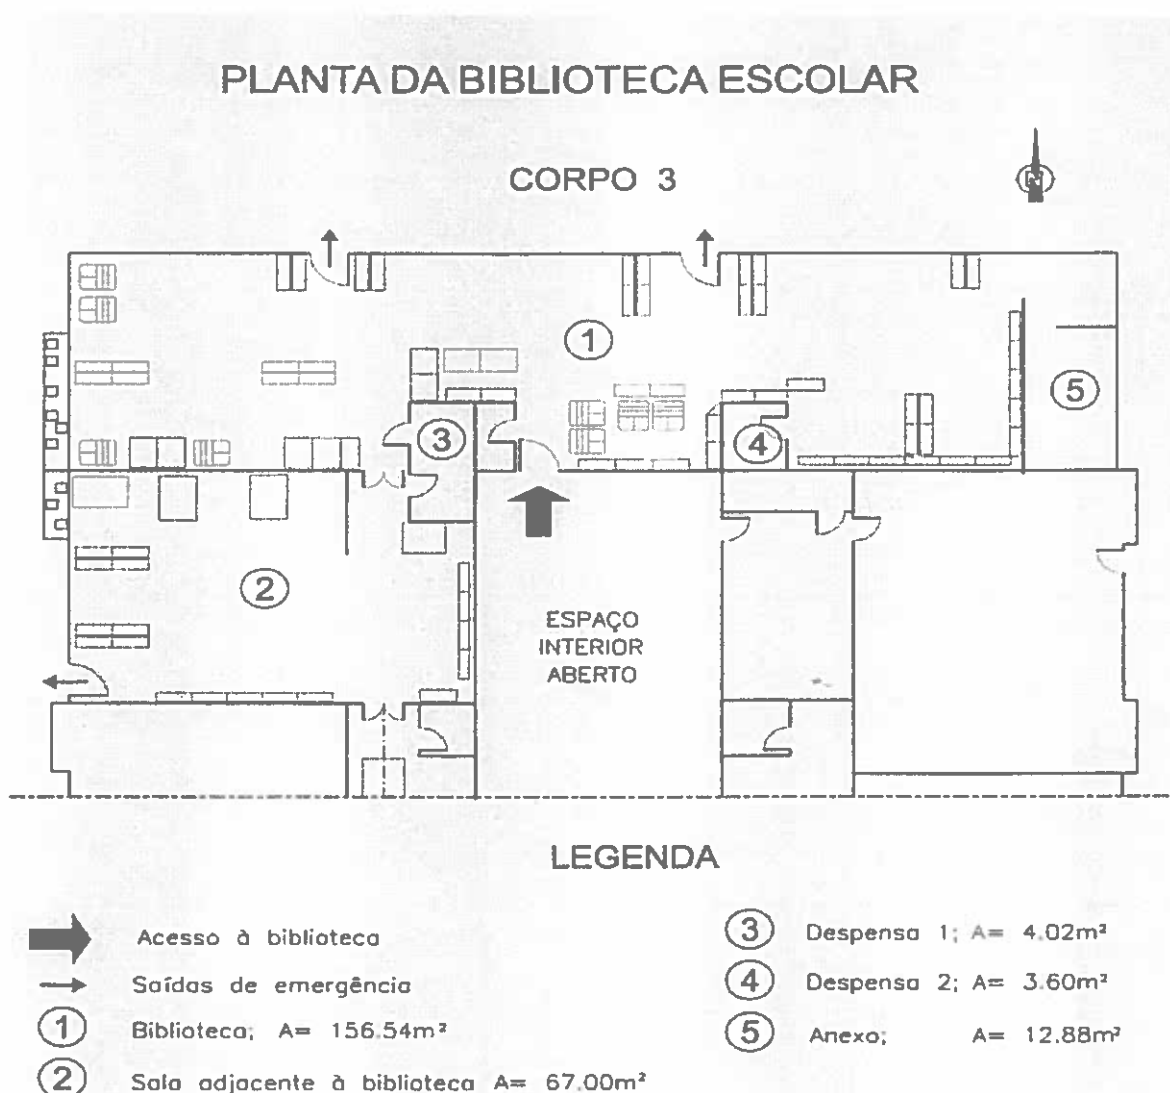 PLANTA DA BIBLIOTECA ESCOLAR
CORPO 3
N
1
5
3
4
2
ESPAÇO
INTERIOR
ABERTO
LEGENDA
Acesso à biblioteca
Saídas de emergência
1 Biblioteca; A= 156.54m²
2 Sala adjacente à biblioteca A= 67.00m²
3 Despensa 1; A= 4.02m²
4 Despensa 2; A= 3.60m²
5 Anexo; A= 12.88m²